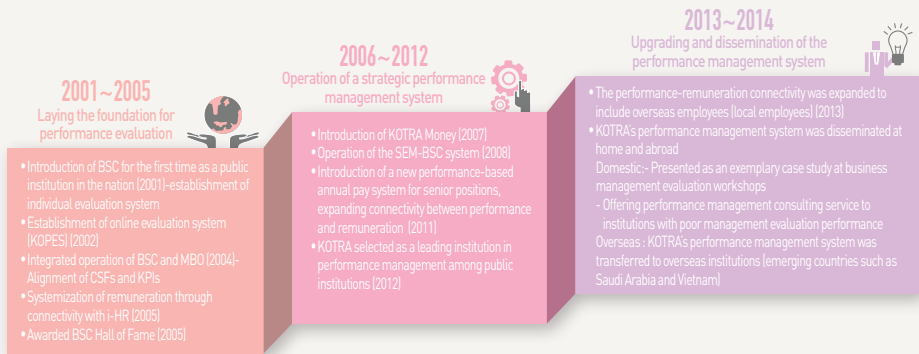 2001~2005
Laying the foundation for
performance evaluation
• Introduction of BSC for the first time as a public
institution in the nation (2001)-establishment of
individual evaluation system
• Establishment of online evaluation system
(KOPES) (2002)
• Integrated operation of BSC and MBO (2004)-
Alignment of CSFs and KPIs
• Systemization of remuneration through
connectivity with i-HR (2005)
• Awarded BSC Hall of Fame (2005)
2006~2012
Operation of a strategic performance
management system
• Introduction of KOTRA Money (2007)
• Operation of the SEM-BSC system (2008)
• Introduction of a new performance-based
annual pay system for senior positions,
expanding connectivity between performance
and remuneration (2011)
• KOTRA selected as a leading institution in
performance management among public
institutions (2012)
2013~2014
Upgrading and dissemination of the
performance management system
• The performance-remuneration connectivity was expanded to
include overseas employees (local employees) (2013)
• KOTRA's performance management system was disseminated at
home and abroad
Domestic:- Presented as an exemplary case study at business
management evaluation workshops
- Offering performance management consulting service to
institutions with poor management evaluation performance
Overseas : KOTRA's performance management system was
transferred to overseas institutions (emerging countries such as
Saudi Arabia and Vietnam)